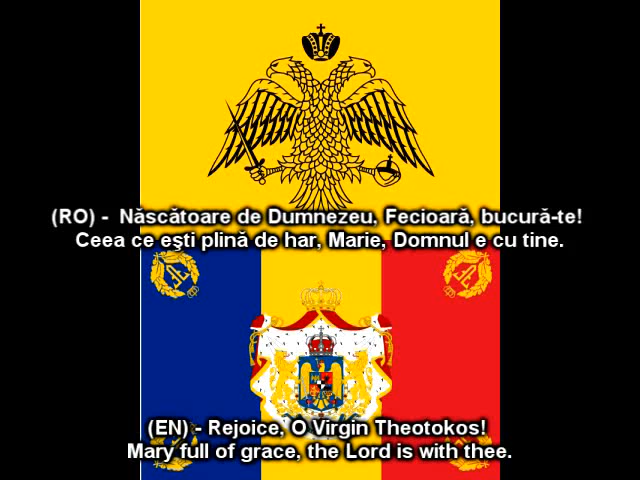 (RO) - Născătoare de Dumnezeu, Fecioară, bucură-te!
Ceea ce eşti plină de har, Marie, Domnul e cu tine.
(EN) - Rejoice, O Virgin Theotokos!
Mary full of grace, the Lord is with thee.